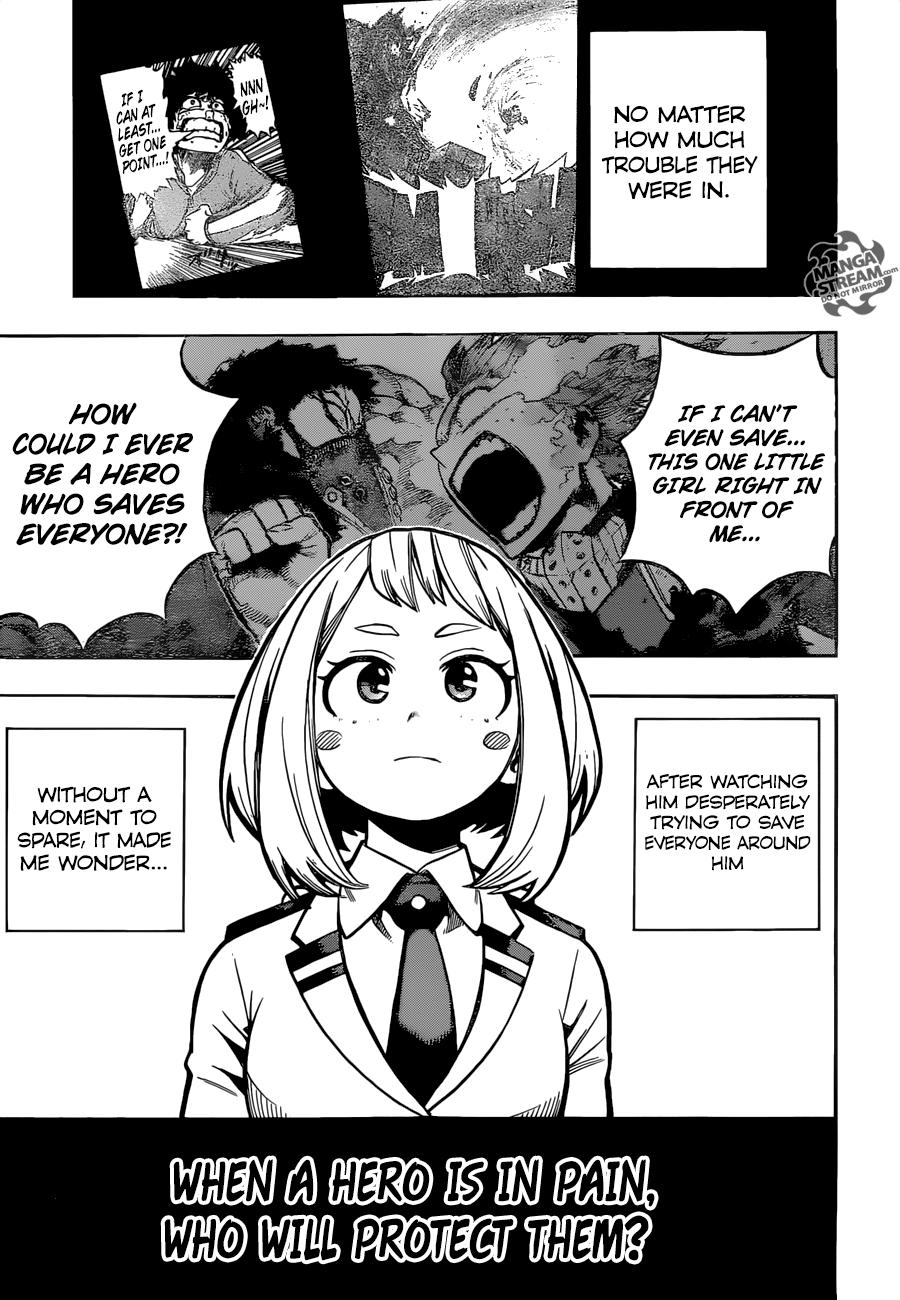 NO MATTER
HOW MUCH
TROUBLE THEY
WERE IN.
NNN
GH~!
IF I
CAN AT
LEAST...
GET ONE
POINT...!
MANGA
STREAM.com
DO NOT MIRROR
IF I CAN'T
EVEN SAVE...
THIS ONE LITTLE
GIRL RIGHT IN
FRONT OF
ME...
HOW
COULD I EVER
BE A HERO
WHO SAVES
EVERYONE?!
AFTER WATCHING
HIM DESPERATELY
TRYING TO SAVE
EVERYONE AROUND
HIM
WITHOUT A
MOMENT TO
SPARE, IT MADE
ME WONDER...
WHEN A HERO IS IN PAIN,
WHO WILL PROTECT THEM?